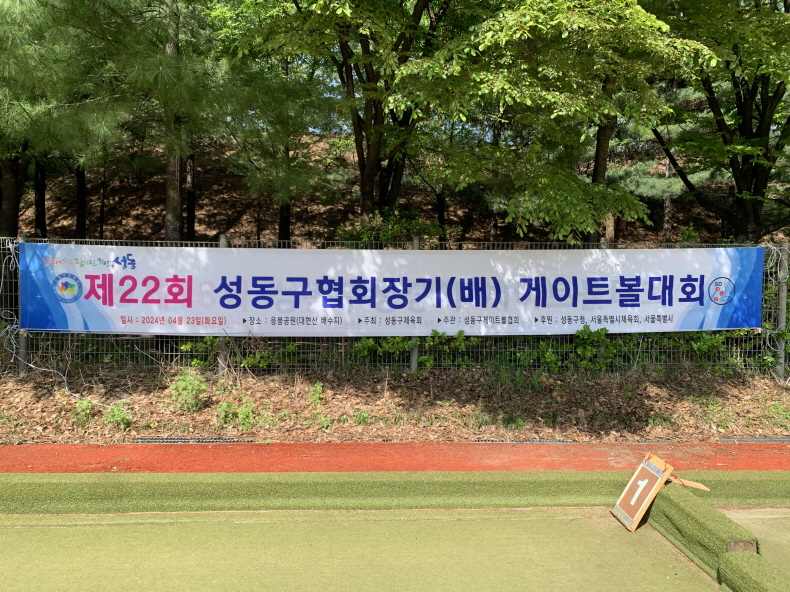 성동
제22회 성동구협회장기(배) 게이트볼대회
일시 : 2024년 04월 23일(화요일) ▶장소 : 응봉공원(대현산 배수지) ▶주최 : 성동구체육회 ▶주관 : 성동구게이트볼협회 ▶후원 : 성동구청, 서울특별시체육회, 서울특별시
1